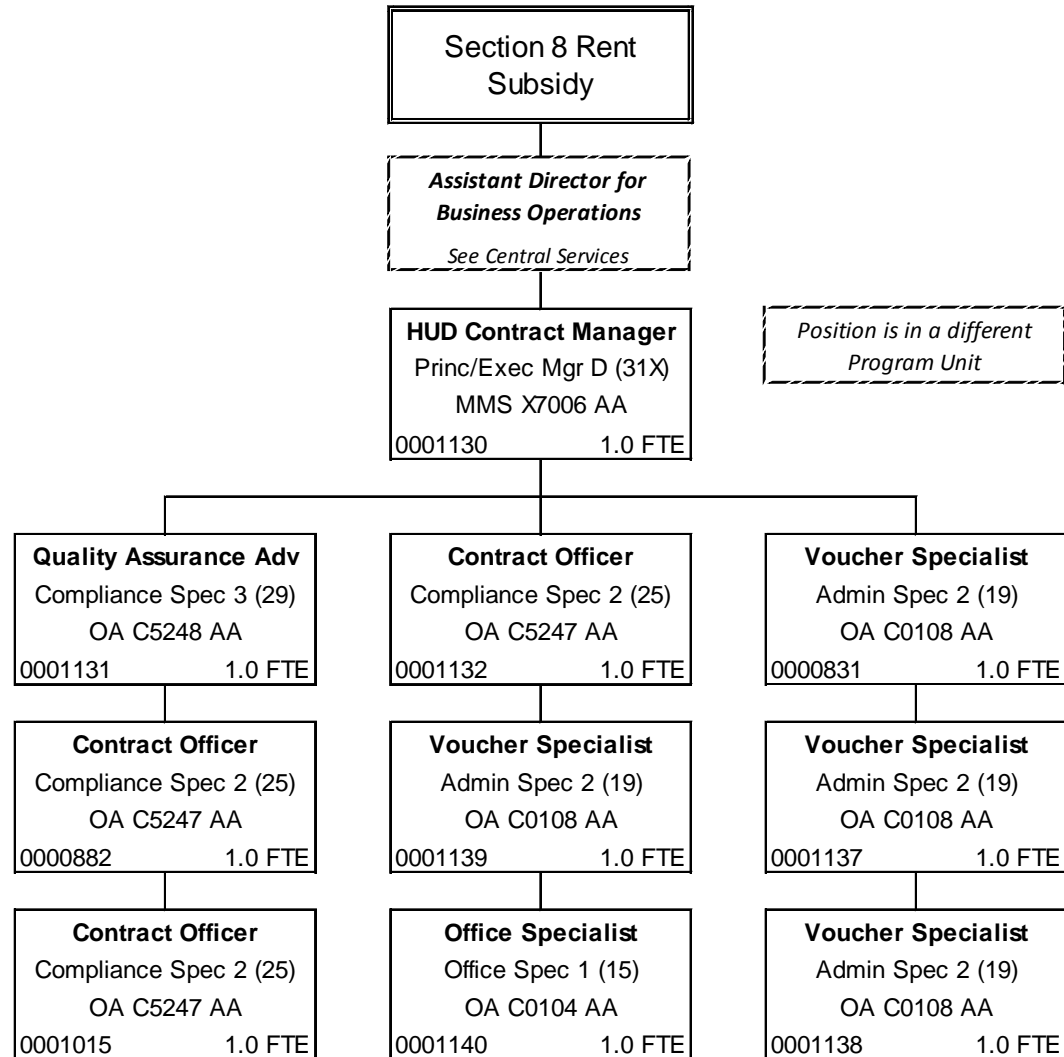 Section 8 Rent
Subsidy
Assistant Director for
Business Operations
See Central Services
HUD Contract Manager
Princ/Exec Mgr D (31X)
MMS X7006 AA
0001130 1.0 FTE
Position is in a different
Program Unit
Quality Assurance Adv
Compliance Spec 3 (29)
OA C5248 AA
0001131 1.0 FTE
Contract Officer
Compliance Spec 2 (25)
OA C5247 AA
0001132 1.0 FTE
Voucher Specialist
Admin Spec 2 (19)
OA C0108 AA
0000831 1.0 FTE
Contract Officer
Compliance Spec 2 (25)
OA C5247 AA
0000882 1.0 FTE
Voucher Specialist
Admin Spec 2 (19)
OA C0108 AA
0001139 1.0 FTE
Voucher Specialist
Admin Spec 2 (19)
OA C0108 AA
0001137 1.0 FTE
Contract Officer
Compliance Spec 2 (25)
OA C5247 AA
0001015 1.0 FTE
Office Specialist
Office Spec 1 (15)
OA C0104 AA
0001140 1.0 FTE
Voucher Specialist
Admin Spec 2 (19)
OA C0108 AA
0001138 1.0 FTE